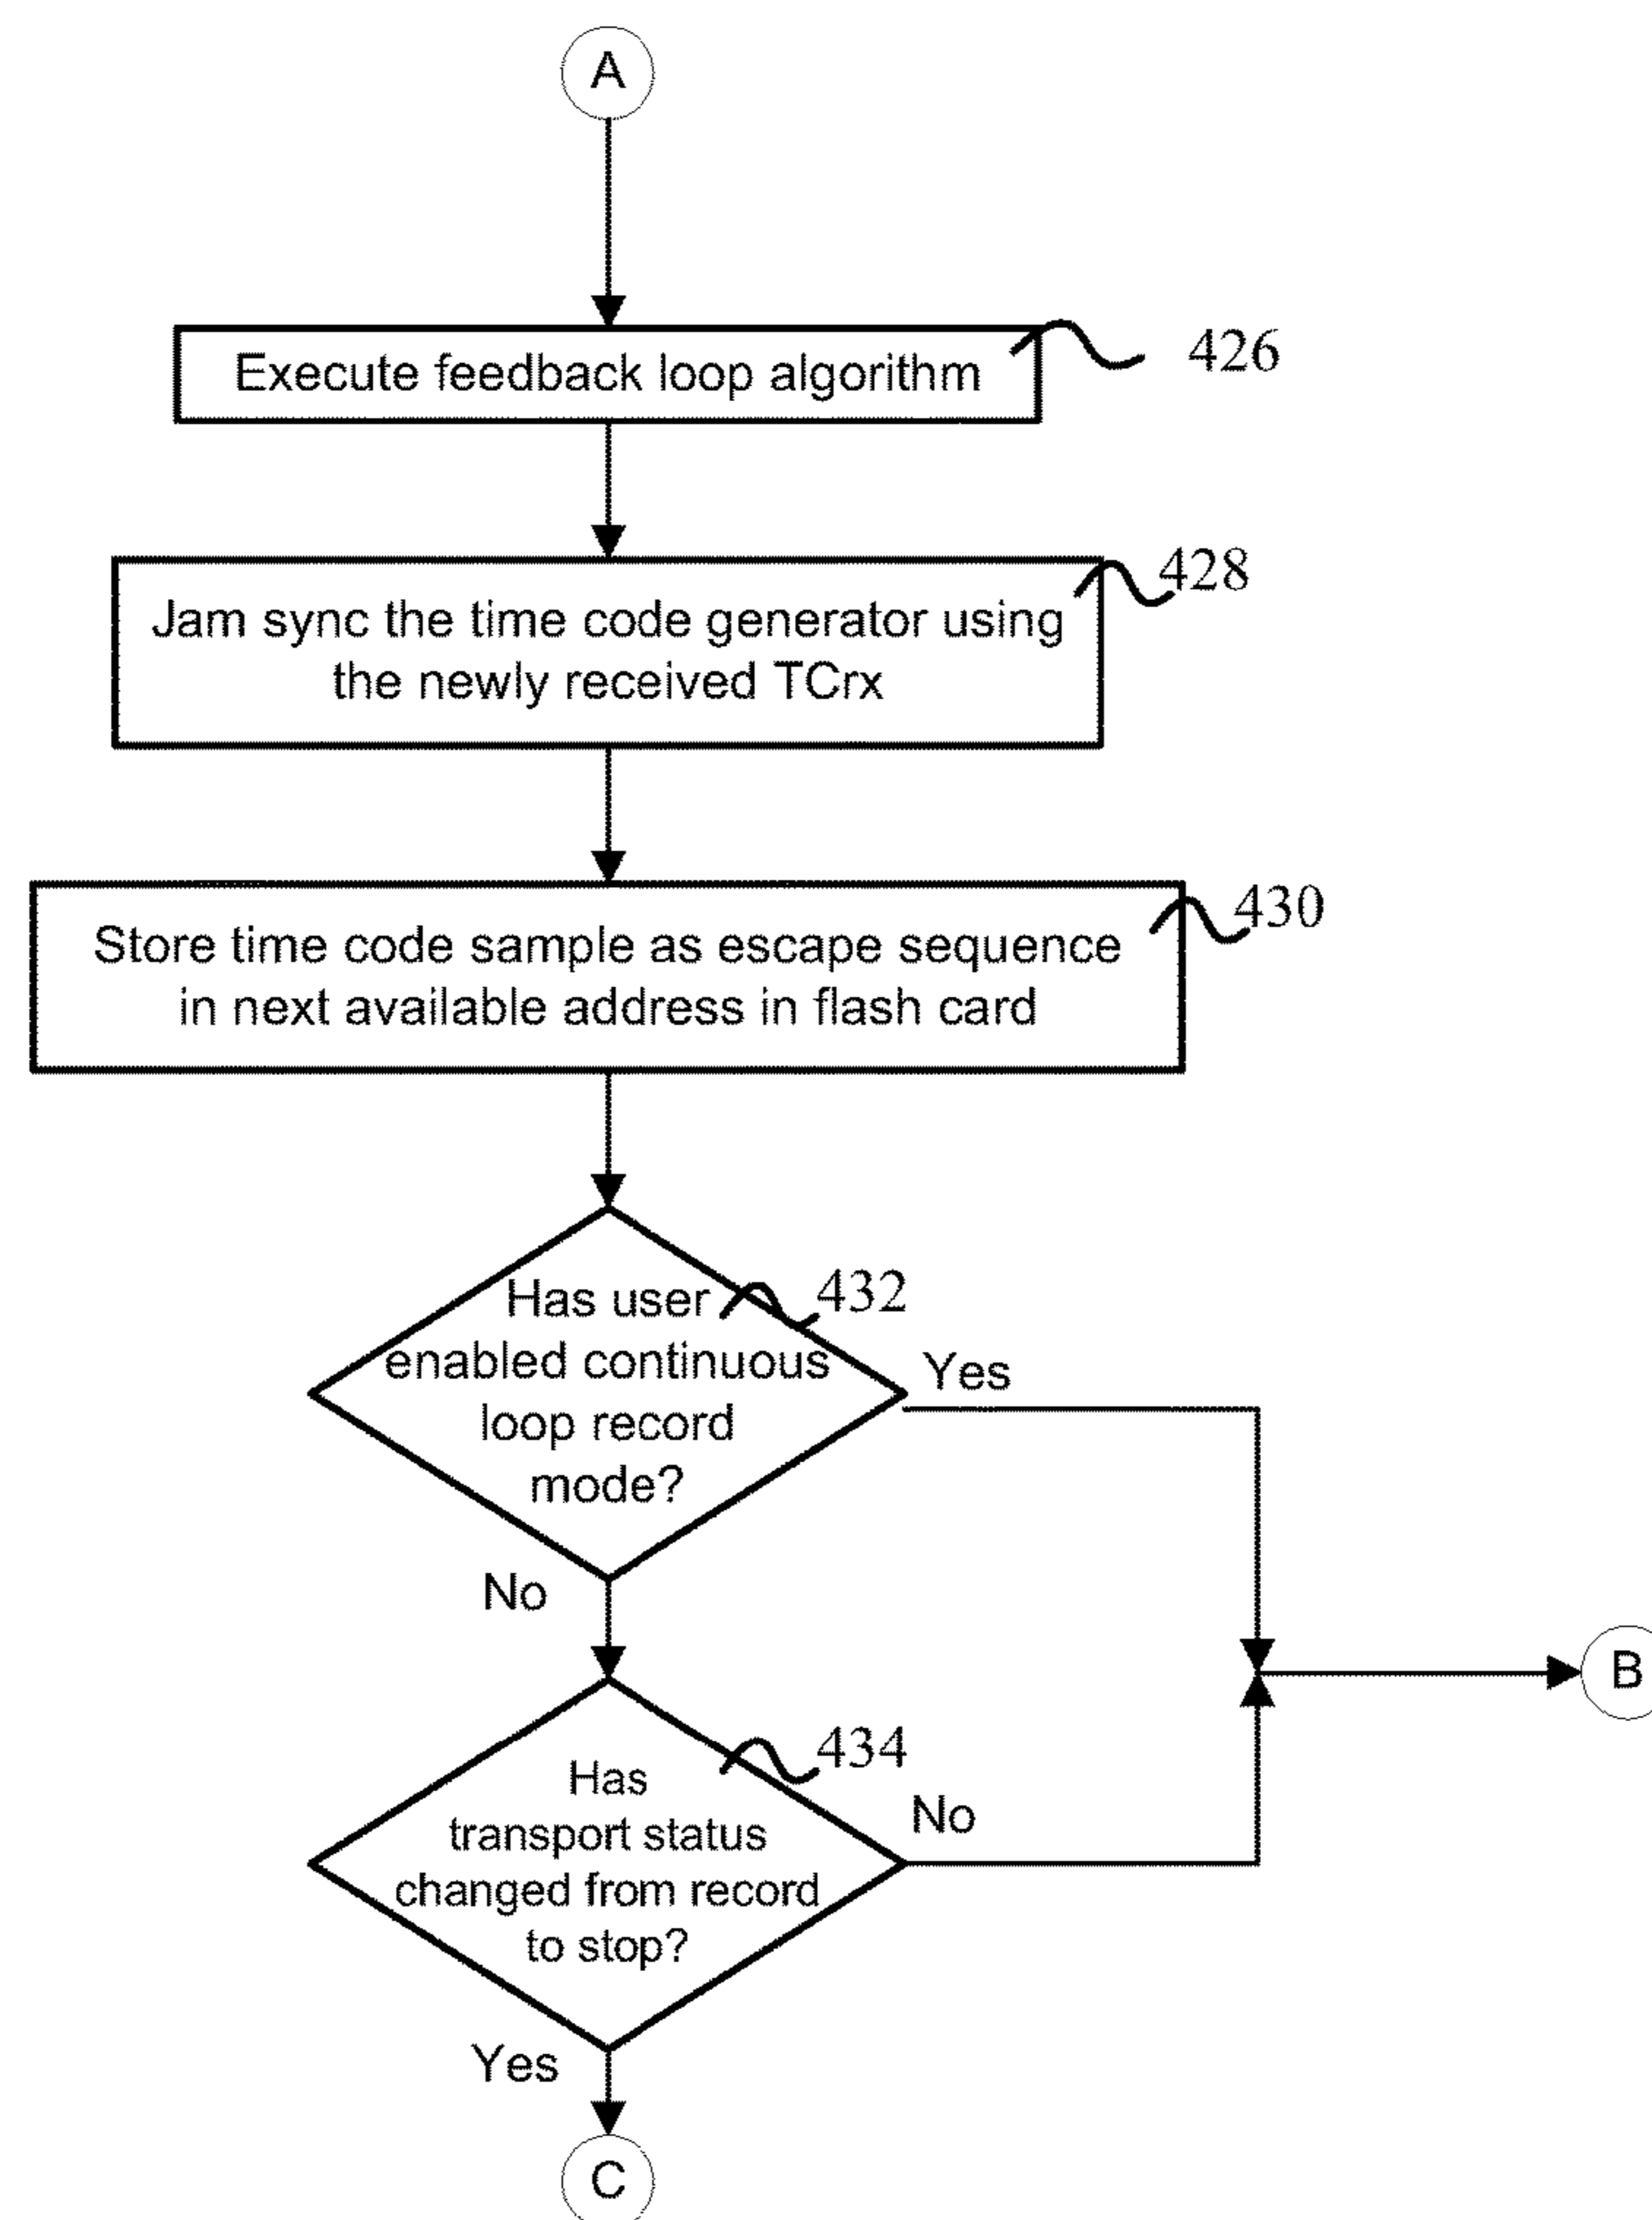 A
Execute feedback loop algorithm
426
Jam sync the time code generator using
the newly received TCrx
428
Store time code sample as escape sequence
in next available address in flash card
430
Has user
enabled continuous
loop record
mode?
432
Yes
No
B
Has
transport status
changed from record
to stop?
434
No
Yes
C